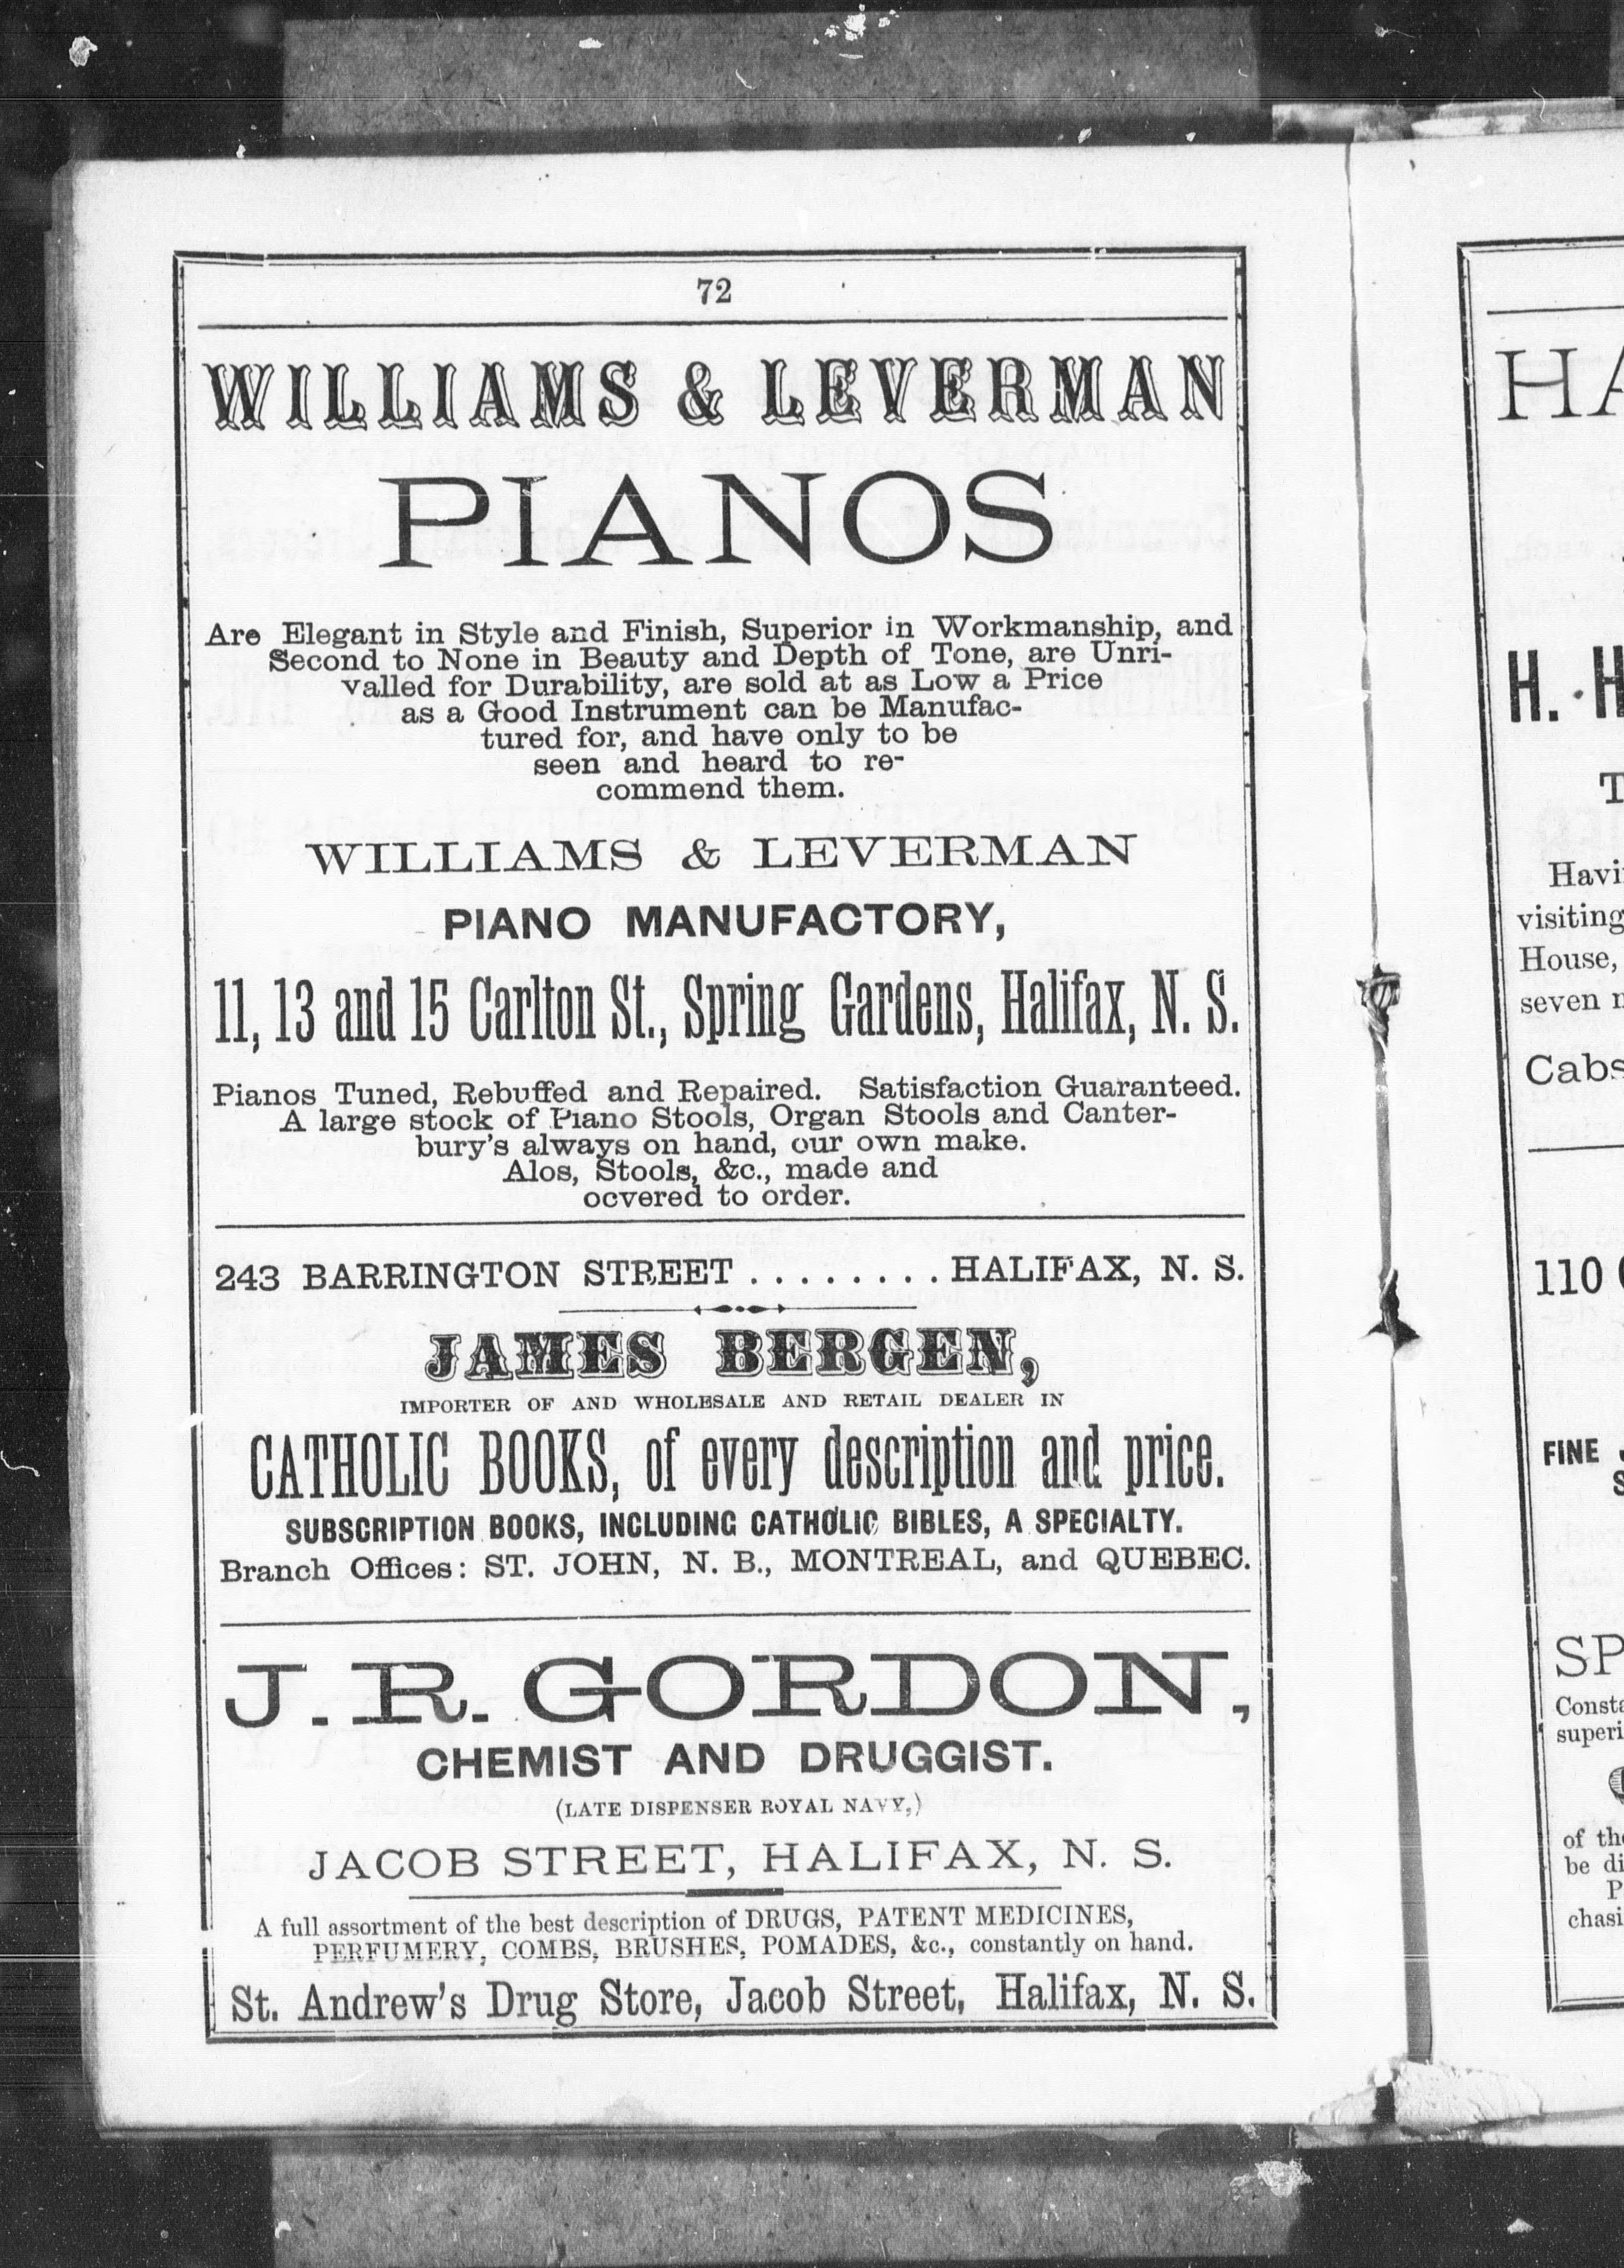 72
WILLIAMS & LEVERMAN
PIANOS
Are Elegant in Style and Finish, Superior in Workmanship, and
Second to None in Beauty and Depth of Tone, are Unri-
valled for Durability, are sold at as Low a Price
as a Good Instrument can be Manufac-
tured for, and have only to be
seen and heard to re-
commend them.
WILLIAMS & LEVERMAN
PIANO MANUFACTORY,
11, 13 and 15 Carlton St., Spring Gardens, Halifax, N. S.
Pianos Tuned, Rebuffed and Repaired. Satisfaction Guaranteed.
A large stock of Piano Stools, Organ Stools and Canter-
bury's always on hand, our own make.
Alos, Stools, &c., made and
ocvered to order.
243 BARRINGTON STREET ........ HALIFAX, N. S.
JAMES BERGEN,
IMPORTER OF AND WHOLESALE AND RETAIL DEALER IN
CATHOLIC BOOKS, of every description and price.
SUBSCRIPTION BOOKS, INCLUDING CATHOLIC BIBLES, A SPECIALTY.
Branch Offices: ST. JOHN, N. B., MONTREAL, and QUEBEC.
J. R. GORDON,
CHEMIST AND DRUGGIST.
(LATE DISPENSER ROYAL NAVY,)
JACOB STREET, HALIFAX, N. S.
A full assortment of the best description of DRUGS, PATENT MEDICINES,
PERFUMERY, COMBS, BRUSHES, POMADES, &c., constantly on hand.
St. Andrew's Drug Store, Jacob Street, Halifax, N. S.
HA
H. H
T
Havi
visiting
House,
seven
Cabs
110
FINE
S
SP
Consta
superi
of the
be di
P
chasi